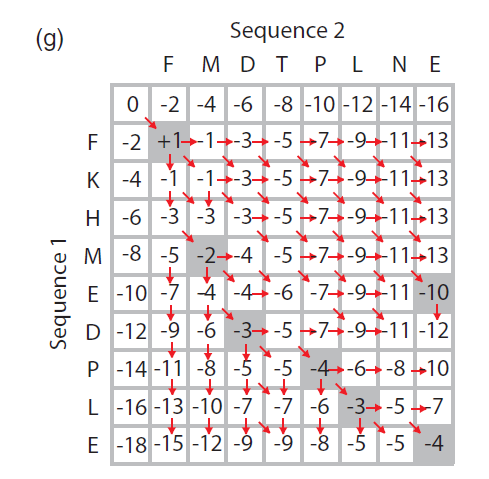 (g)
Sequence 2
F M D T P L N E
0 -2 -4 -6 -8 -10 -12 -14 -16
F -2 +1 -1 -3 -5 -7 -9 -11 -13
K -4 -1 -1 -3 -5 -7 -9 -11 -13
H -6 -3 -3 -3 -5 -7 -9 -11 -13
M -8 -5 -2 -4 -5 -7 -9 -11 -13
E -10 -7 -4 -4 -6 -7 -9 -11 -10
D -12 -9 -6 -3 -5 -7 -9 -11 -12
P -14 -11 -8 -5 -5 -4 -6 -8 -10
L -16 -13 -10 -7 -7 -6 -3 -5 -7
E -18 -15 -12 -9 -9 -8 -5 -5 -4
Sequence 1